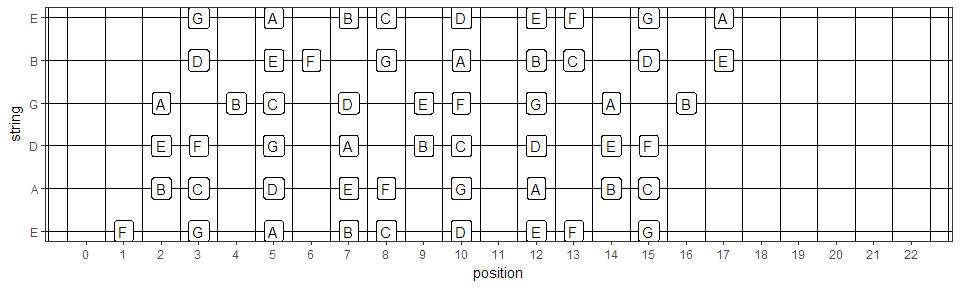 E G A B C D E F G A
B D E F G A B C D E
G A B C D E F G A B
D E F G A B C D E F
A B C D E F G A B C
E F G A B C D E F G
string
0 1 2 3 4 5 6 7 8 9 10 11 12 13 14 15 16 17 18 19 20 21 22
position